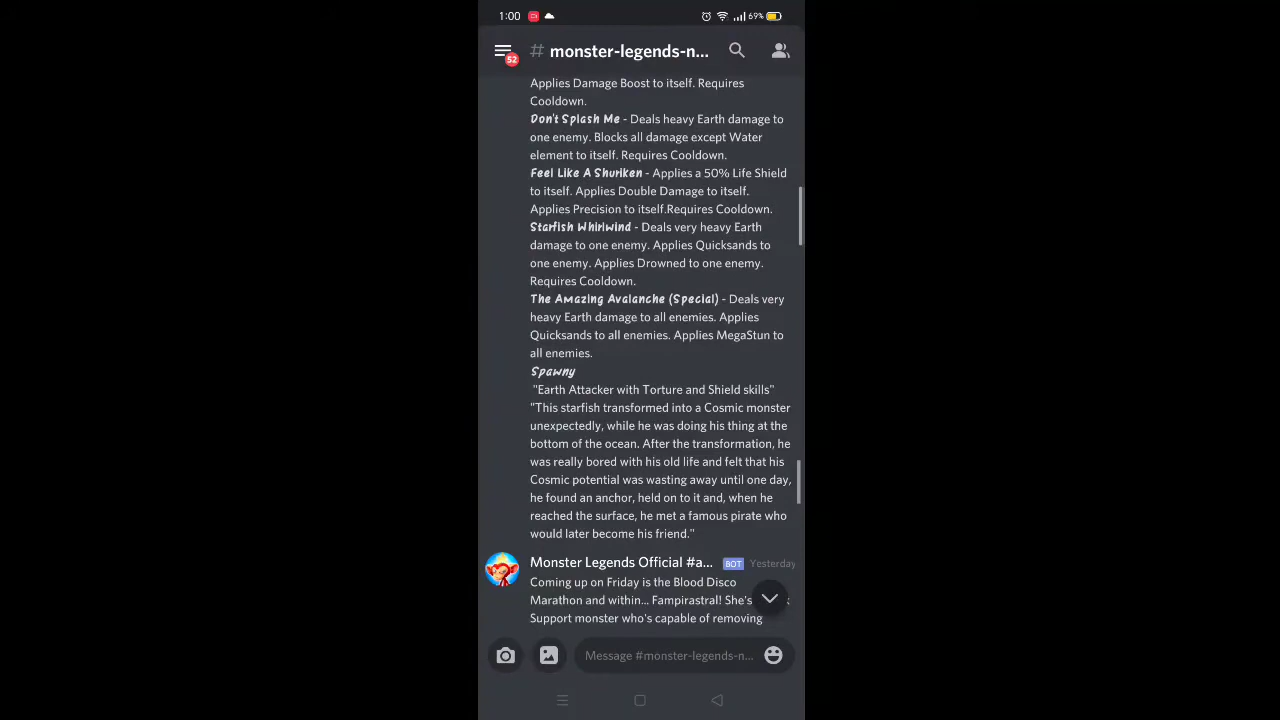 1:00
69%
52
# monster-legends-n...
Applies Damage Boost to itself. Requires
Cooldown.
Don't Splash Me - Deals heavy Earth damage to
one enemy. Blocks all damage except Water
element to itself. Requires Cooldown.
Feel Like A Shuriken - Applies a 50% Life Shield
to itself. Applies Double Damage to itself.
Applies Precision to itself.Requires Cooldown.
Starfish Whirlwind - Deals very heavy Earth
damage to one enemy. Applies Quicksands to
one enemy. Applies Drowned to one enemy.
Requires Cooldown.
The Amazing Avalanche (Special) - Deals very
heavy Earth damage to all enemies. Applies
Quicksands to all enemies. Applies MegaStun to
all enemies.
Spawny
"Earth Attacker with Torture and Shield skills"
"This starfish transformed into a Cosmic monster
unexpectedly, while he was doing his thing at the
bottom of the ocean. After the transformation, he
was really bored with his old life and felt that his
Cosmic potential was wasting away until one day,
he found an anchor, held on to it and, when he
reached the surface, he met a famous pirate who
would later become his friend."
Monster Legends Official #a... BOT Yesterday
Coming up on Friday is the Blood Disco
Marathon and within... Fampirastral! She's
Support monster who's capable of removing
Message #monster-legends-n...